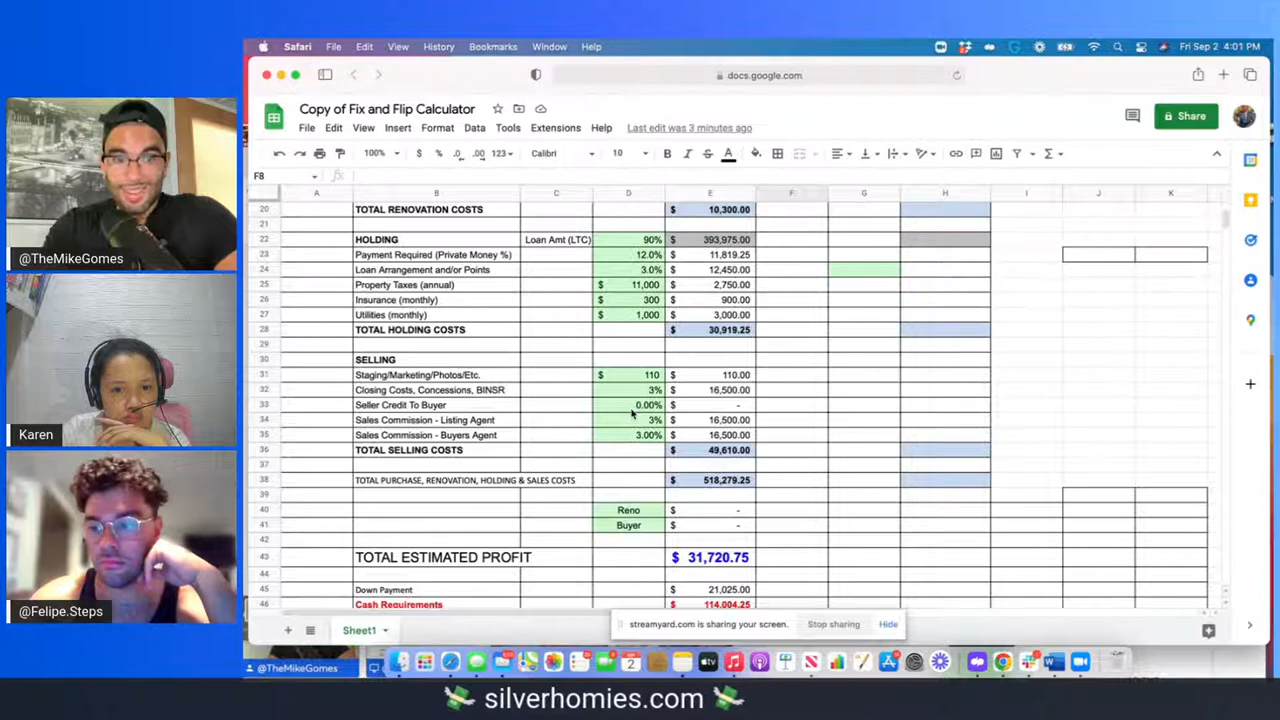 Safari File Edit View History Bookmarks Window Help Fri Sep 2 4:01 PM
docs.google.com
Copy of Fix and Flip Calculator
File Edit View Insert Format Data Tools Extensions Help Last edit was 3 minutes ago
Share
100% $ % .0 .00 123 Calibri 10 B I S A
F8 fx
A B C D E F G H I J K
20 TOTAL RENOVATION COSTS $ 10,300.00
21
22 HOLDING Loan Amt (LTC) 90% $ 393,975.00
23 Payment Required (Private Money %) 12.0% $ 11,819.25
24 Loan Arrangement and/or Points 3.0% $ 12,450.00
25 Property Taxes (annual) $ 11,000 $ 2,750.00
26 Insurance (monthly) $ 300 $ 900.00
27 Utilities (monthly) $ 1,000 $ 3,000.00
28 TOTAL HOLDING COSTS $ 30,919.25
29
30 SELLING
31 Staging/Marketing/Photos/Etc. $ 110 $ 110.00
32 Closing Costs, Concessions, BINSR 3% $ 16,500.00
33 Seller Credit To Buyer 0.00% $ -
34 Sales Commission - Listing Agent 3% $ 16,500.00
35 Sales Commission - Buyers Agent 3.00% $ 16,500.00
36 TOTAL SELLING COSTS $ 49,610.00
37
38 TOTAL PURCHASE, RENOVATION, HOLDING & SALES COSTS $ 518,279.25
39
40 Reno $ -
41 Buyer $ -
42
43 TOTAL ESTIMATED PROFIT $ 31,720.75
44
45 Down Payment $ 21,025.00
46 Cash Requirements $ 114,004.25
Sheet1
streamyard.com is sharing your screen. Stop sharing Hide
@TheMikeGomes
Karen
@Felipe.Steps
@TheMikeGomes
silverhomies.com